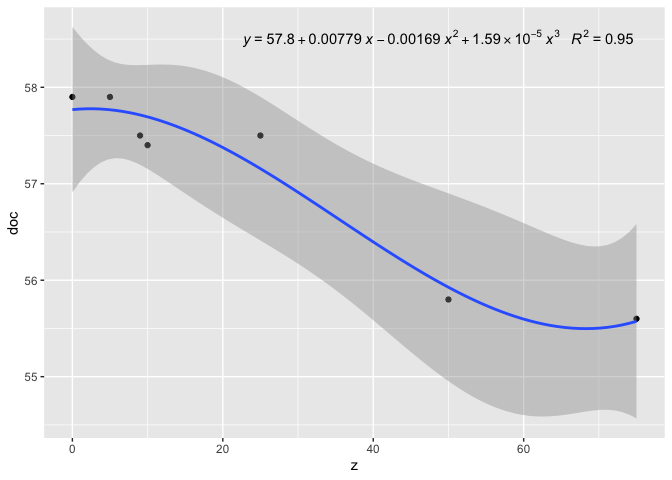 y = 57.8 + 0.00779 x − 0.00169 x² + 1.59 × 10⁻⁵ x³   R² = 0.95
58
57
56
55
doc
0 20 40 60
z